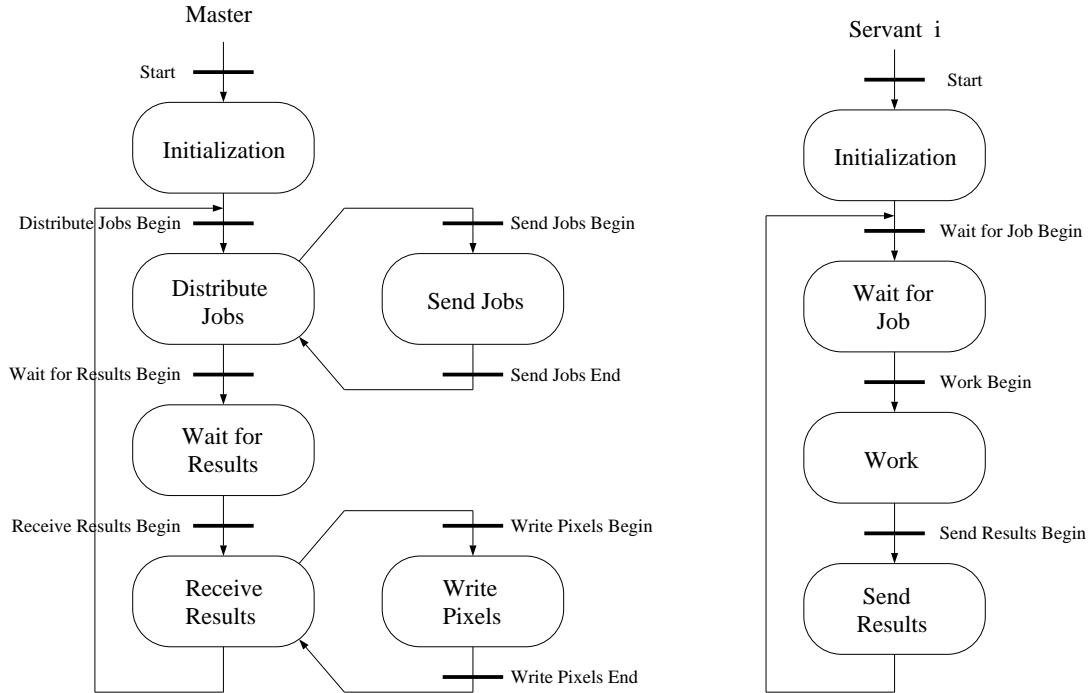 Master
Start
Initialization
Distribute Jobs Begin
Send Jobs Begin
Distribute
Jobs
Send Jobs
Wait for Results Begin
Send Jobs End
Wait for
Results
Receive Results Begin
Write Pixels Begin
Receive
Results
Write
Pixels
Write Pixels End
Servant i
Start
Initialization
Wait for Job Begin
Wait for
Job
Work Begin
Work
Send Results Begin
Send
Results